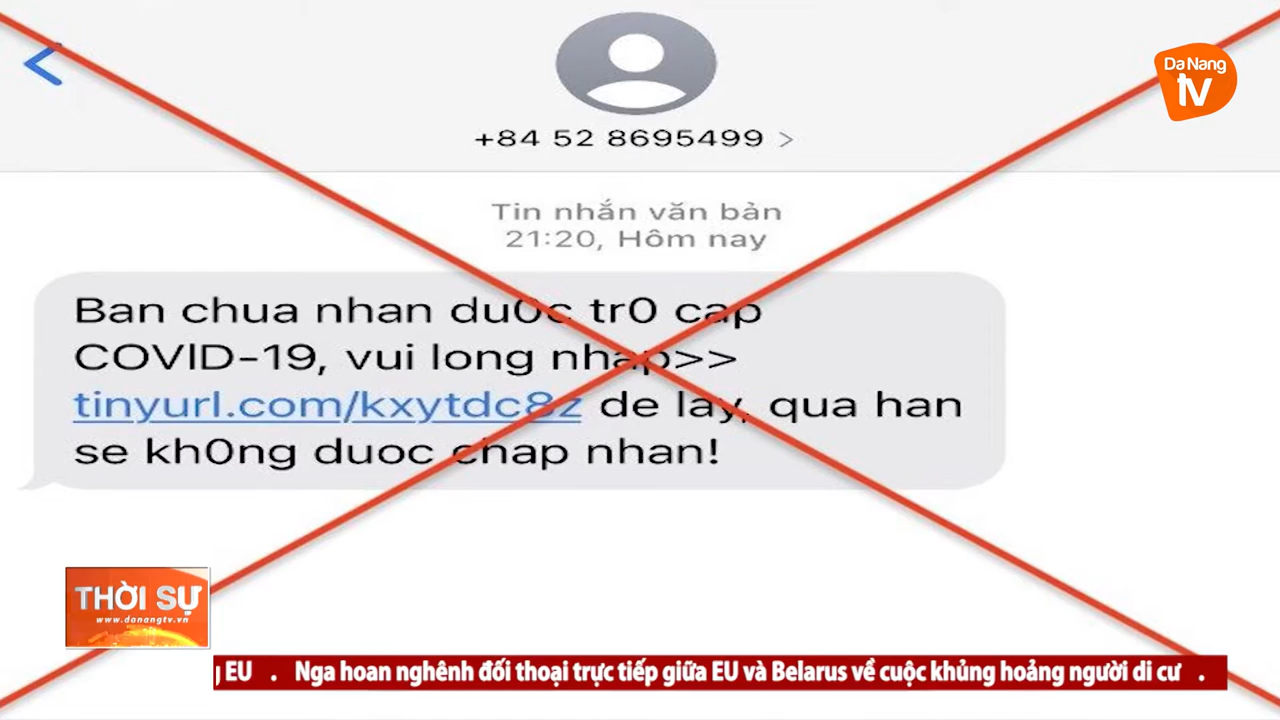 Da Nang
tv
+84 52 8695499 >
Tin nhắn văn bản
21:20, Hôm nay
Ban chua nhan du0c tr0 cap
COVID-19, vui long nhap>>
tinyurl.com/kxytdc8z de lay, qua han
se kh0ng duoc chap nhan!
THỜI SỰ
www.danangtv.vn
EU . Nga hoan nghênh đối thoại trực tiếp giữa EU và Belarus về cuộc khủng hoảng người di cư .